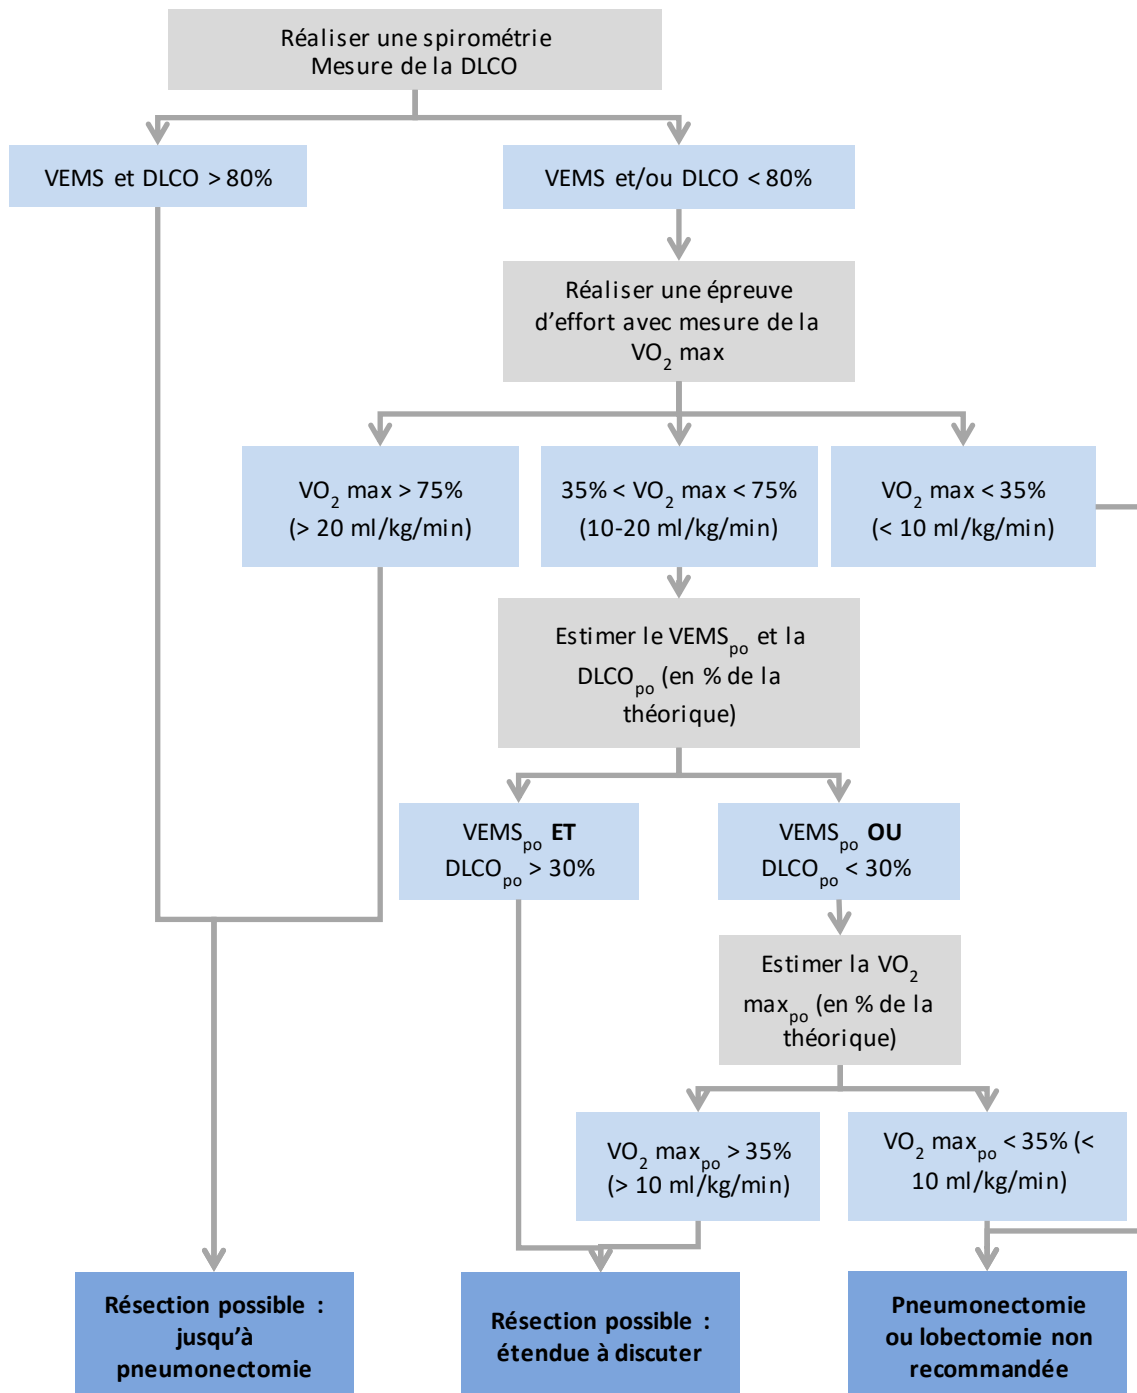 Réaliser une spirométrie
Mesure de la DLCO
VEMS et DLCO > 80%
VEMS et/ou DLCO < 80%
Réaliser une épreuve
d’effort avec mesure de la
VO2 max
VO2 max > 75%
(> 20 ml/kg/min)
35% < VO2 max < 75%
(10-20 ml/kg/min)
VO2 max < 35%
(< 10 ml/kg/min)
Estimer le VEMSpo et la
DLCOpo (en % de la
théorique)
VEMSpo ET
DLCOpo > 30%
VEMSpo OU
DLCOpo < 30%
Estimer la VO2
maxpo (en % de la
théorique)
VO2 maxpo > 35%
(> 10 ml/kg/min)
VO2 maxpo < 35% (<
10 ml/kg/min)
Résection possible :
jusqu’à
pneumonectomie
Résection possible :
étendue à discuter
Pneumonectomie
ou lobectomie non
recommandée